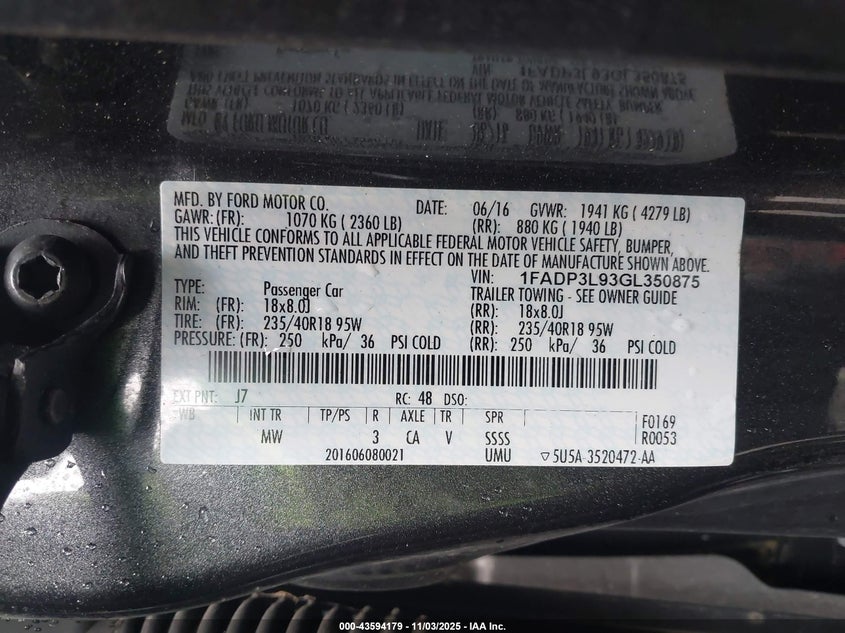 MFD. BY FORD MOTOR CO. DATE: 06/16 GVWR: 1941 KG ( 4279 LB)
GAWR: (FR): 1070 KG ( 2360 LB) (RR): 880 KG ( 1940 LB)
THIS VEHICLE CONFORMS TO ALL APPLICABLE FEDERAL MOTOR VEHICLE SAFETY, BUMPER,
AND THEFT PREVENTION STANDARDS IN EFFECT ON THE DATE OF MANUFACTURE SHOWN ABOVE.
VIN: 1FADP3L93GL350875
TYPE: Passenger Car TRAILER TOWING - SEE OWNER GUIDE
RIM: (FR): 18x8.0J (RR): 18x8.0J
TIRE: (FR): 235/40R18 95W (RR): 235/40R18 95W
PRESSURE: (FR): 250 kPa/ 36 PSI COLD (RR): 250 kPa/ 36 PSI COLD
EXT PNT: J7 RC: 48 DSO:
WB INT TR TP/PS R AXLE TR SPR F0169
MW 3 CA V SSSS R0053
201606080021 UMU ▽5U5A-3520472-AA
000-43594179 - 11/03/2025 - IAA Inc.